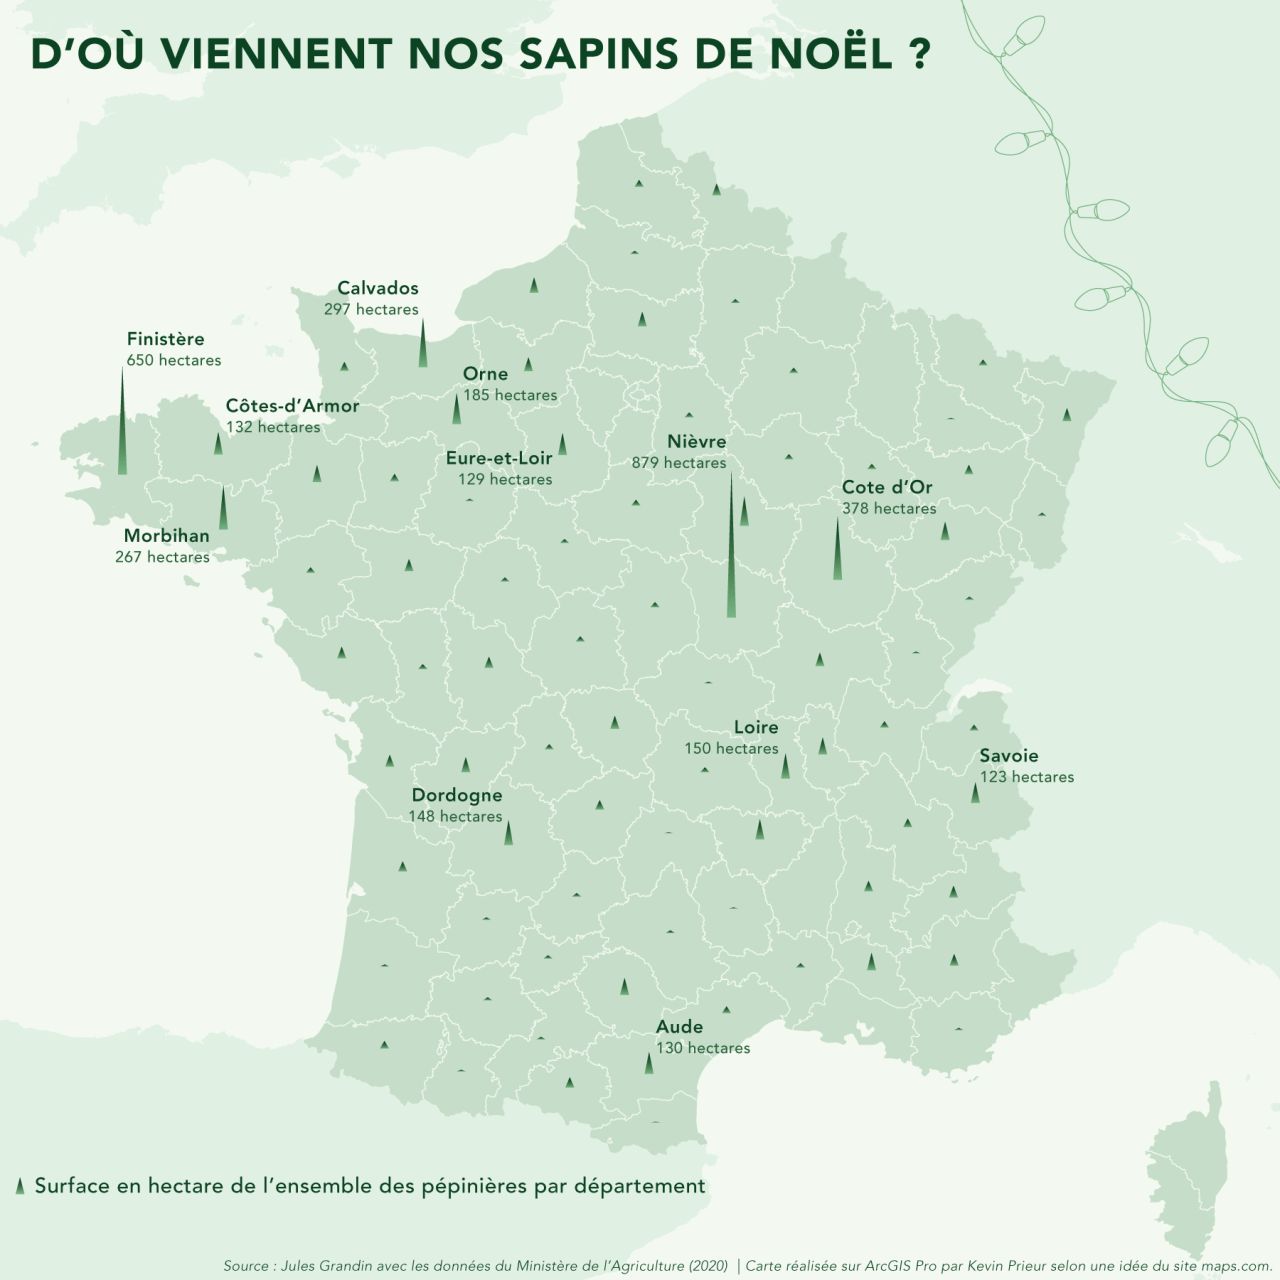 D'OÙ VIENNENT NOS SAPINS DE NOËL ?
Calvados
297 hectares
Finistère
650 hectares
Orne
185 hectares
Côtes-d'Armor
132 hectares
Nièvre
879 hectares
Eure-et-Loir
129 hectares
Cote d'Or
378 hectares
Morbihan
267 hectares
Loire
150 hectares
Savoie
123 hectares
Dordogne
148 hectares
Aude
130 hectares
Surface en hectare de l'ensemble des pépinières par département
Source : Jules Grandin avec les données du Ministère de l'Agriculture (2020) | Carte réalisée sur ArcGIS Pro par Kevin Prieur selon une idée du site maps.com.